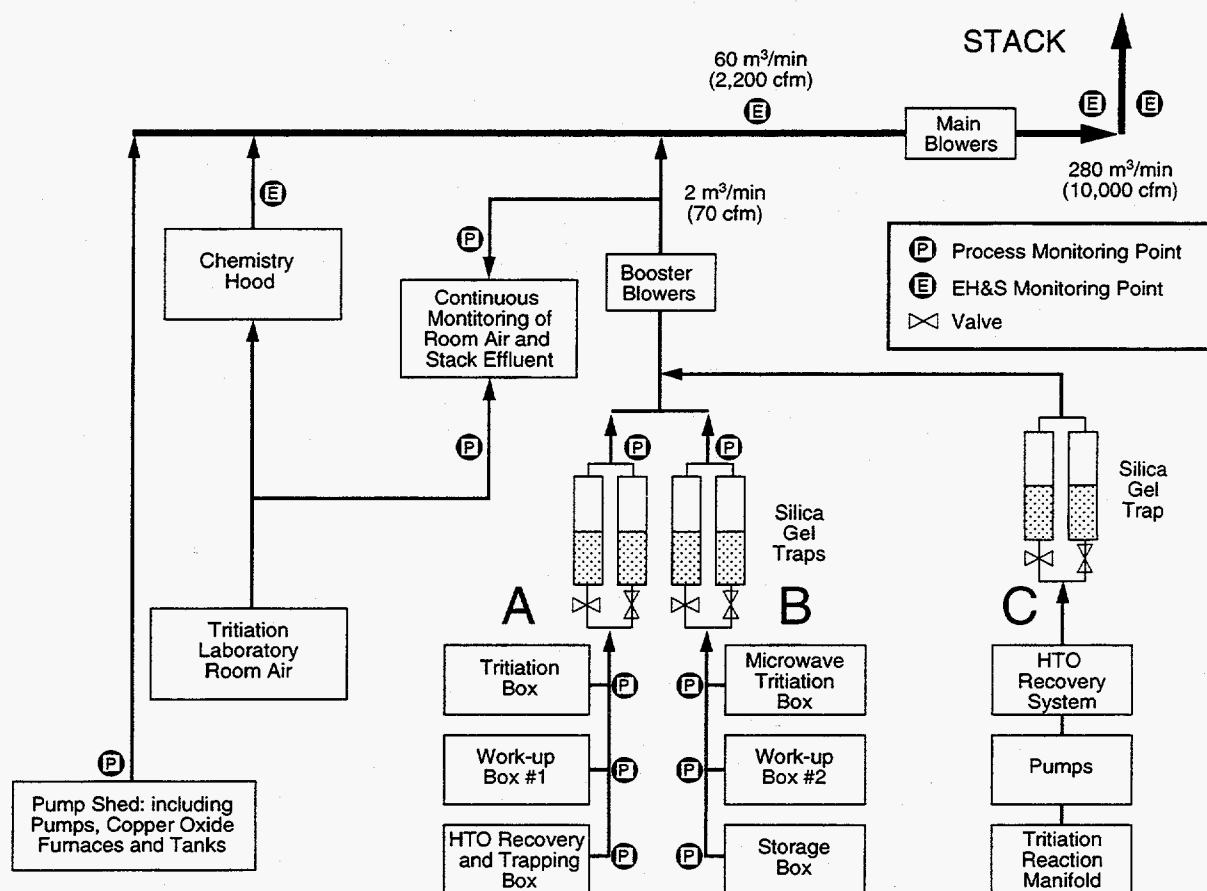 STACK
60 m³/min
(2,200 cfm)
E
E
E
Main
Blowers
280 m³/min
(10,000 cfm)
2 m³/min
(70 cfm)
E
P
Chemistry
Hood
Continuous
Montitoring of
Room Air and
Stack Effluent
Booster
Blowers
P Process Monitoring Point
E EH&S Monitoring Point
Valve
P
P
P
Silica
Gel
Traps
Silica
Gel
Trap
A
B
C
Tritiation
Laboratory
Room Air
Tritiation
Box
P
P
Microwave
Tritiation
Box
HTO
Recovery
System
Work-up
Box #1
P
P
Work-up
Box #2
Pumps
P
Pump Shed: including
Pumps, Copper Oxide
Furnaces and Tanks
HTO Recovery
and Trapping
Box
P
P
Storage
Box
Tritiation
Reaction
Manifold